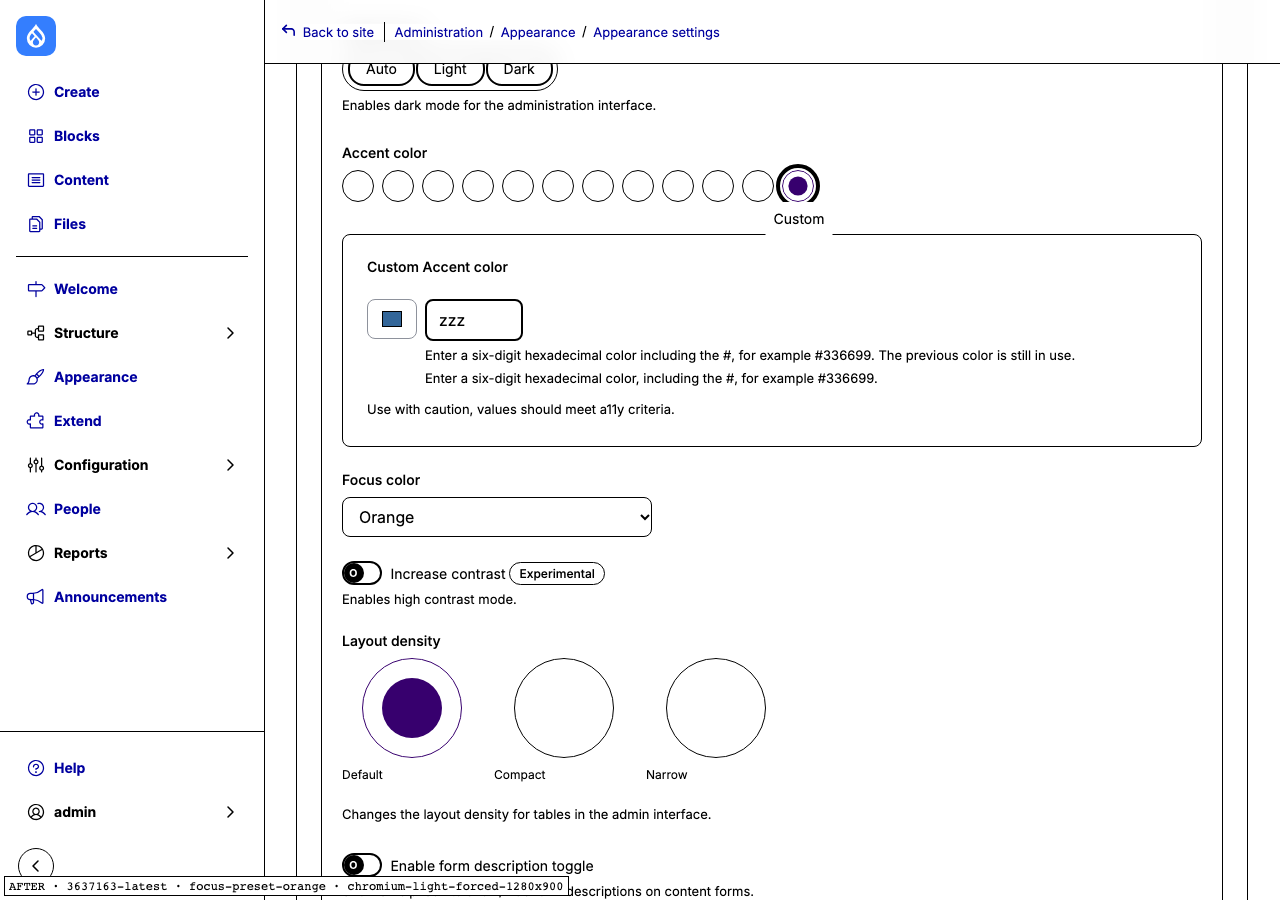 Back to site
Administration / Appearance / Appearance settings
Create
Blocks
Content
Files
Welcome
Structure
Appearance
Extend
Configuration
People
Reports
Announcements
Help
admin
Auto
Light
Dark
Enables dark mode for the administration interface.
Accent color
Custom
Custom Accent color
zzz
Enter a six-digit hexadecimal color including the #, for example #336699. The previous color is still in use.
Enter a six-digit hexadecimal color, including the #, for example #336699.
Use with caution, values should meet a11y criteria.
Focus color
Orange
Increase contrast Experimental
Enables high contrast mode.
Layout density
Default
Compact
Narrow
Changes the layout density for tables in the admin interface.
Enable form description toggle
descriptions on content forms.
AFTER · 3637163-latest · focus-preset-orange · chromium-light-forced-1280x900